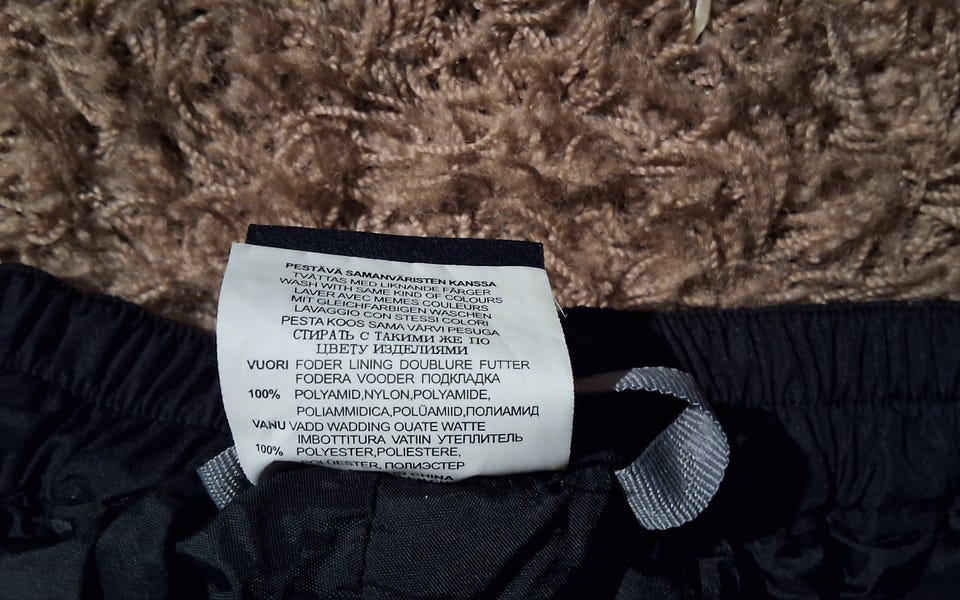 PESTÄVÄ SAMANVÄRISTEN KANSSA
TVÄTTAS MED LIKNANDE FÄRGER
WASH WITH SAME KIND OF COLOURS
LAVER AVEC MEMES COULEURS
MIT GLEICHFARBIGEN WASCHEN
LAVAGGIO CON STESSI COLORI
PESTA KOOS SAMA VÄRVI PESUGA
СТИРАТЬ С ТАКИМИ ЖЕ ПО
ЦВЕТУ ИЗДЕЛИЯМИ
VUORI FODER LINING DOUBLURE FUTTER
FODERA VOODER ПОДКЛАДКА
100% POLYAMID,NYLON,POLYAMIDE,
POLIAMMIDICA,POLÜAMIID,ПОЛИАМИД
VANU VADD WADDING OUATE WATTE
IMBOTTITURA VATIIN УТЕПЛИТЕЛЬ
100% POLYESTER,POLIESTERE,
ПОЛИЭСТЕР
CHINA